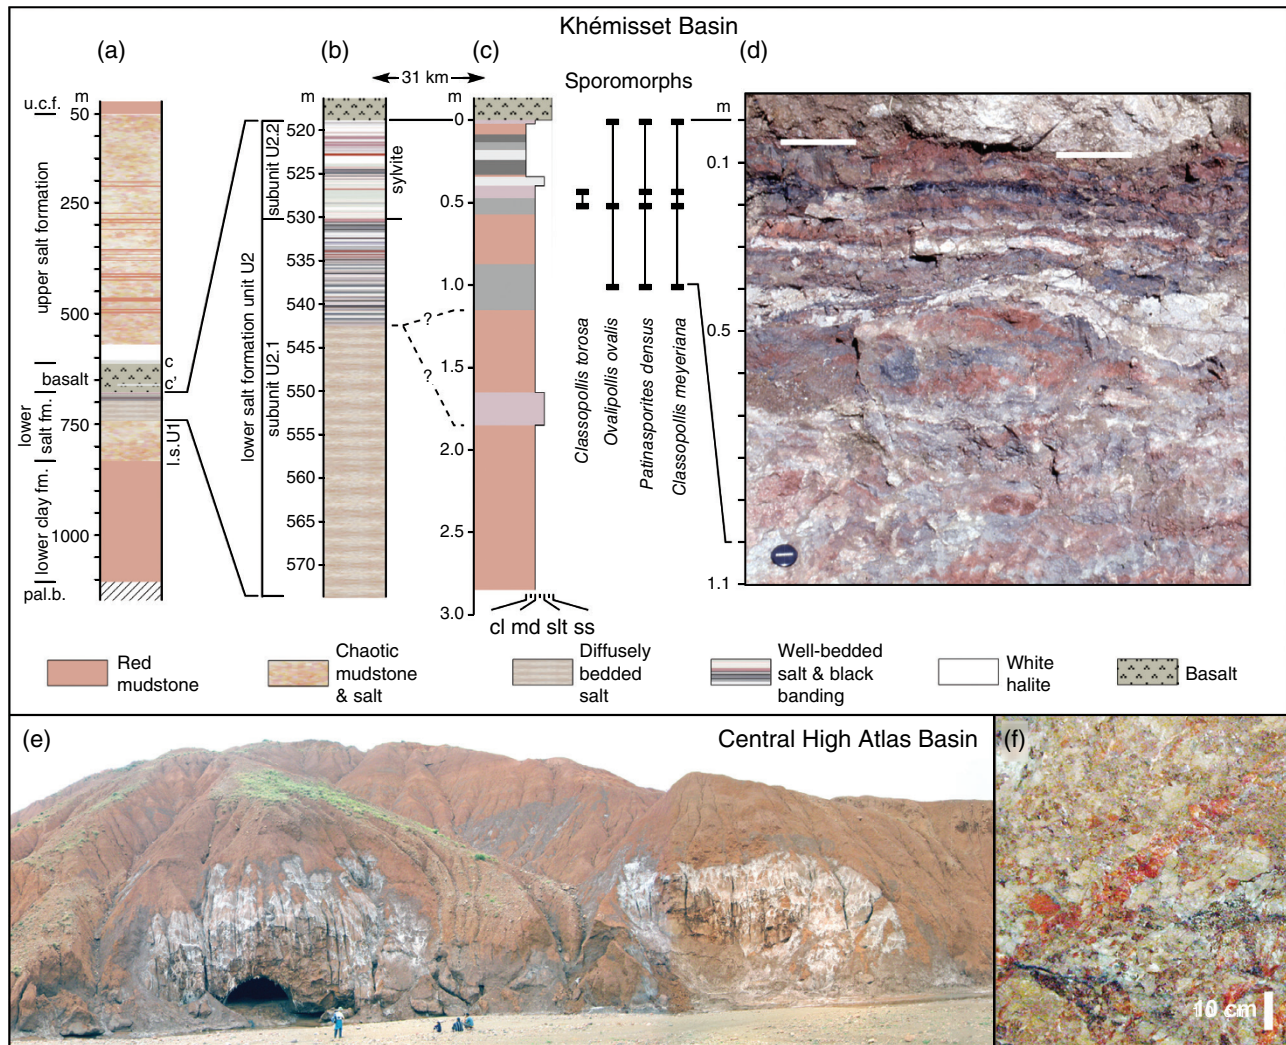 Khémisset Basin
(a)
(b)
(c)
(d)
31 km
Sporomorphs
u.c.f.
m
50
250
500
750
1000
upper salt formation
basalt
lower salt fm.
lower clay fm.
pal.b.
c
c'
l.s.U1
m
520
525
530
535
540
545
550
555
560
565
570
lower salt formation unit U2
subunit U2.2
subunit U2.1
sylvite
m
0
0.5
1.0
1.5
2.0
2.5
3.0
?
?
cl md slt ss
Classopollis torosa
Ovalipollis ovalis
Patinasporites densus
Classopollis meyeriana
m
0.1
0.5
1.1
Red mudstone
Chaotic mudstone & salt
Diffusely bedded salt
Well-bedded salt & black banding
White halite
Basalt
(e)
Central High Atlas Basin
(f)
10 cm